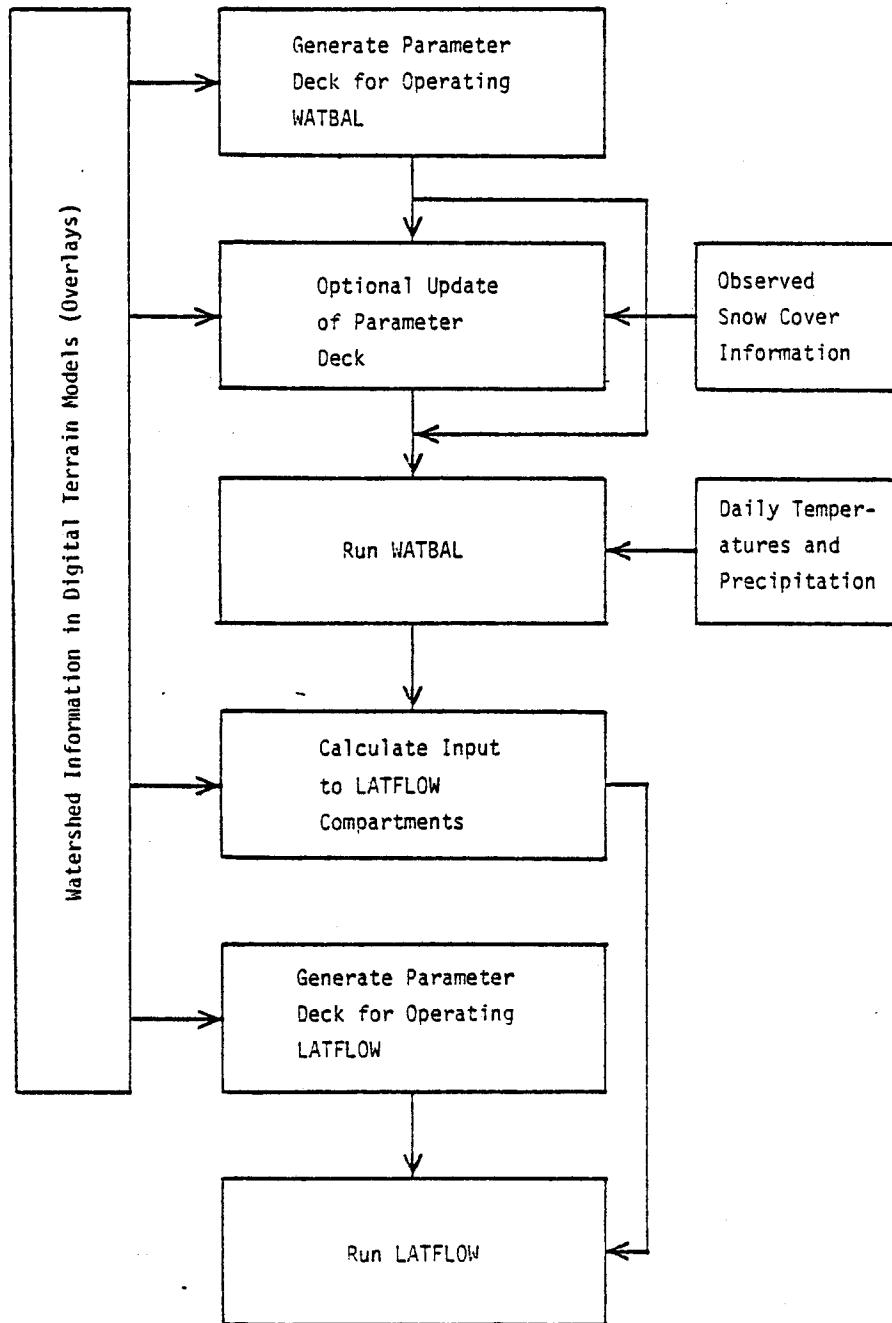 Watershed Information in Digital Terrain Models (Overlays)
Generate Parameter
Deck for Operating
WATBAL
Optional Update
of Parameter
Deck
Observed
Snow Cover
Information
Run WATBAL
Daily Temper-
atures and
Precipitation
Calculate Input
to LATFLOW
Compartments
Generate Parameter
Deck for Operating
LATFLOW
Run LATFLOW